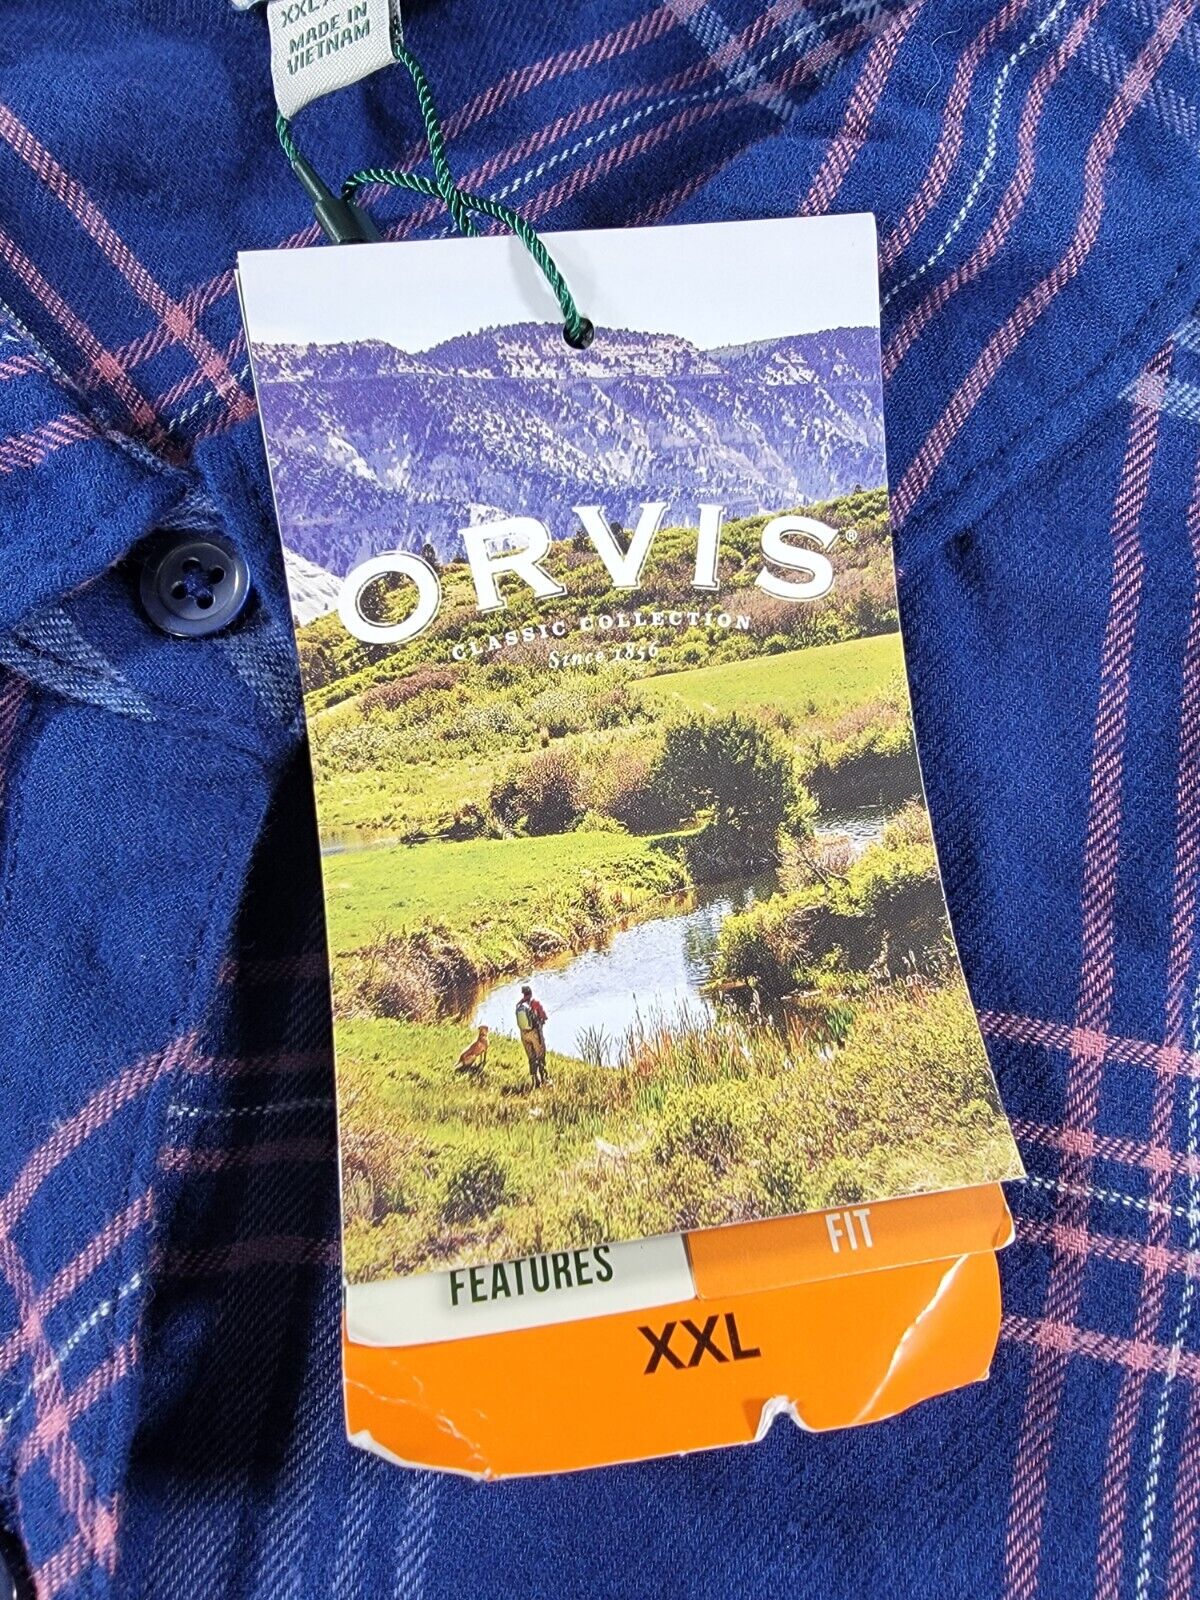 XXL
MADE IN
VIETNAM
ORVIS®
CLASSIC COLLECTION
Since 1856
FEATURES
FIT
XXL